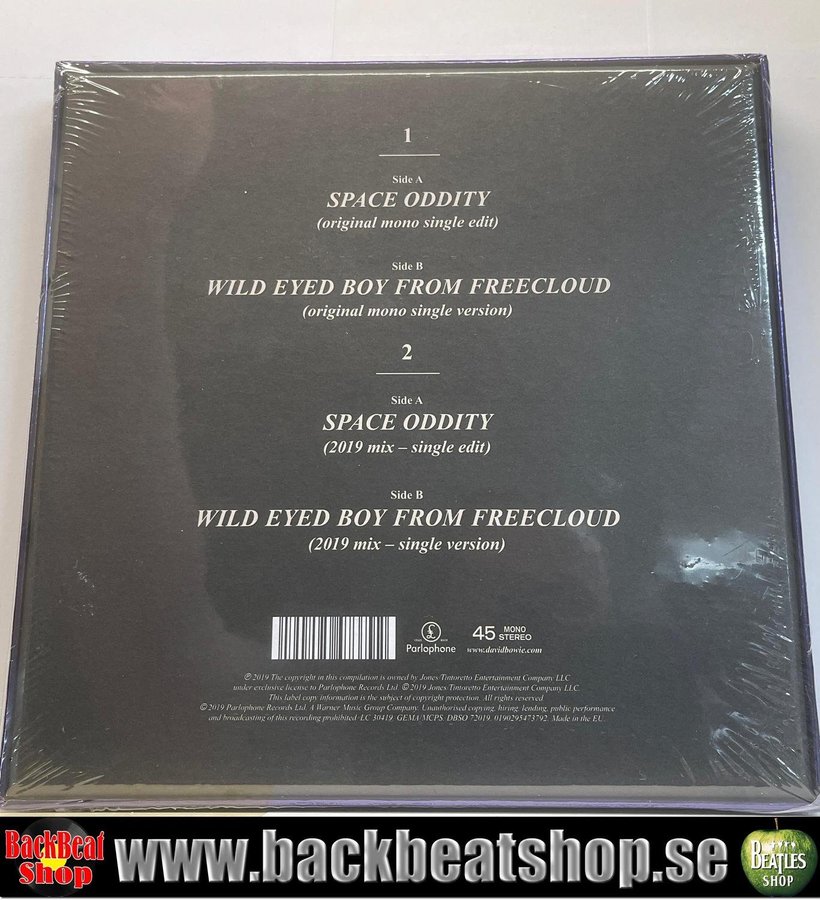 1
Side A
SPACE ODDITY
(original mono single edit)
Side B
WILD EYED BOY FROM FREECLOUD
(original mono single version)
2
Side A
SPACE ODDITY
(2019 mix – single edit)
Side B
WILD EYED BOY FROM FREECLOUD
(2019 mix – single version)
£
TRADE MARK
Parlophone
45 MONO STEREO
www.davidbowie.com
℗ 2019 The copyright in this compilation is owned by Jones/Tintoretto Entertainment Company LLC
under exclusive license to Parlophone Records Ltd. © 2019 Jones/Tintoretto Entertainment Company LLC.
This label copy information is the subject of copyright protection. All rights reserved.
© 2019 Parlophone Records Ltd. A Warner Music Group Company. Unauthorised copying, hiring, lending, public performance
and broadcasting of this recording prohibited. LC 30419. GEMA/MCPS. DBSO 72019. 0190295473792. Made in the EU.
BackBeat Shop
www.backbeatshop.se
BEATLES SHOP